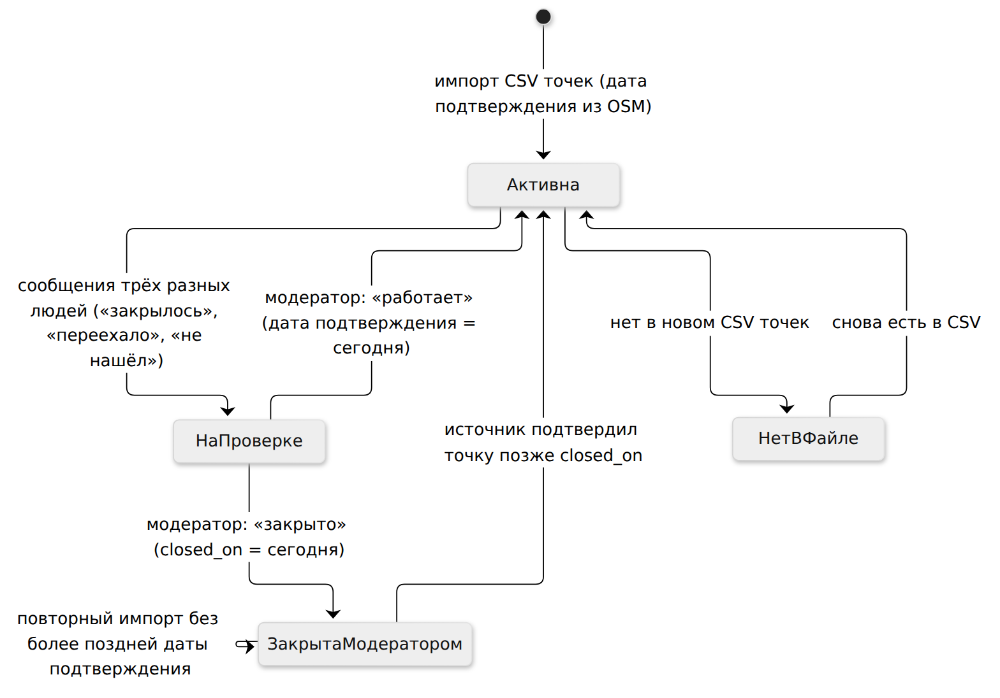 импорт CSV точек (дата
подтверждения из OSM)
Активна
сообщения трёх разных
людей («закрылось»,
«переехало», «не
нашёл»)
модератор: «работает»
(дата подтверждения =
сегодня)
нет в новом CSV точек
снова есть в CSV
НаПроверке
источник подтвердил
точку позже closed_on
НетВФайле
модератор: «закрыто»
(closed_on = сегодня)
повторный импорт без
более поздней даты
подтверждения
ЗакрытаМодератором